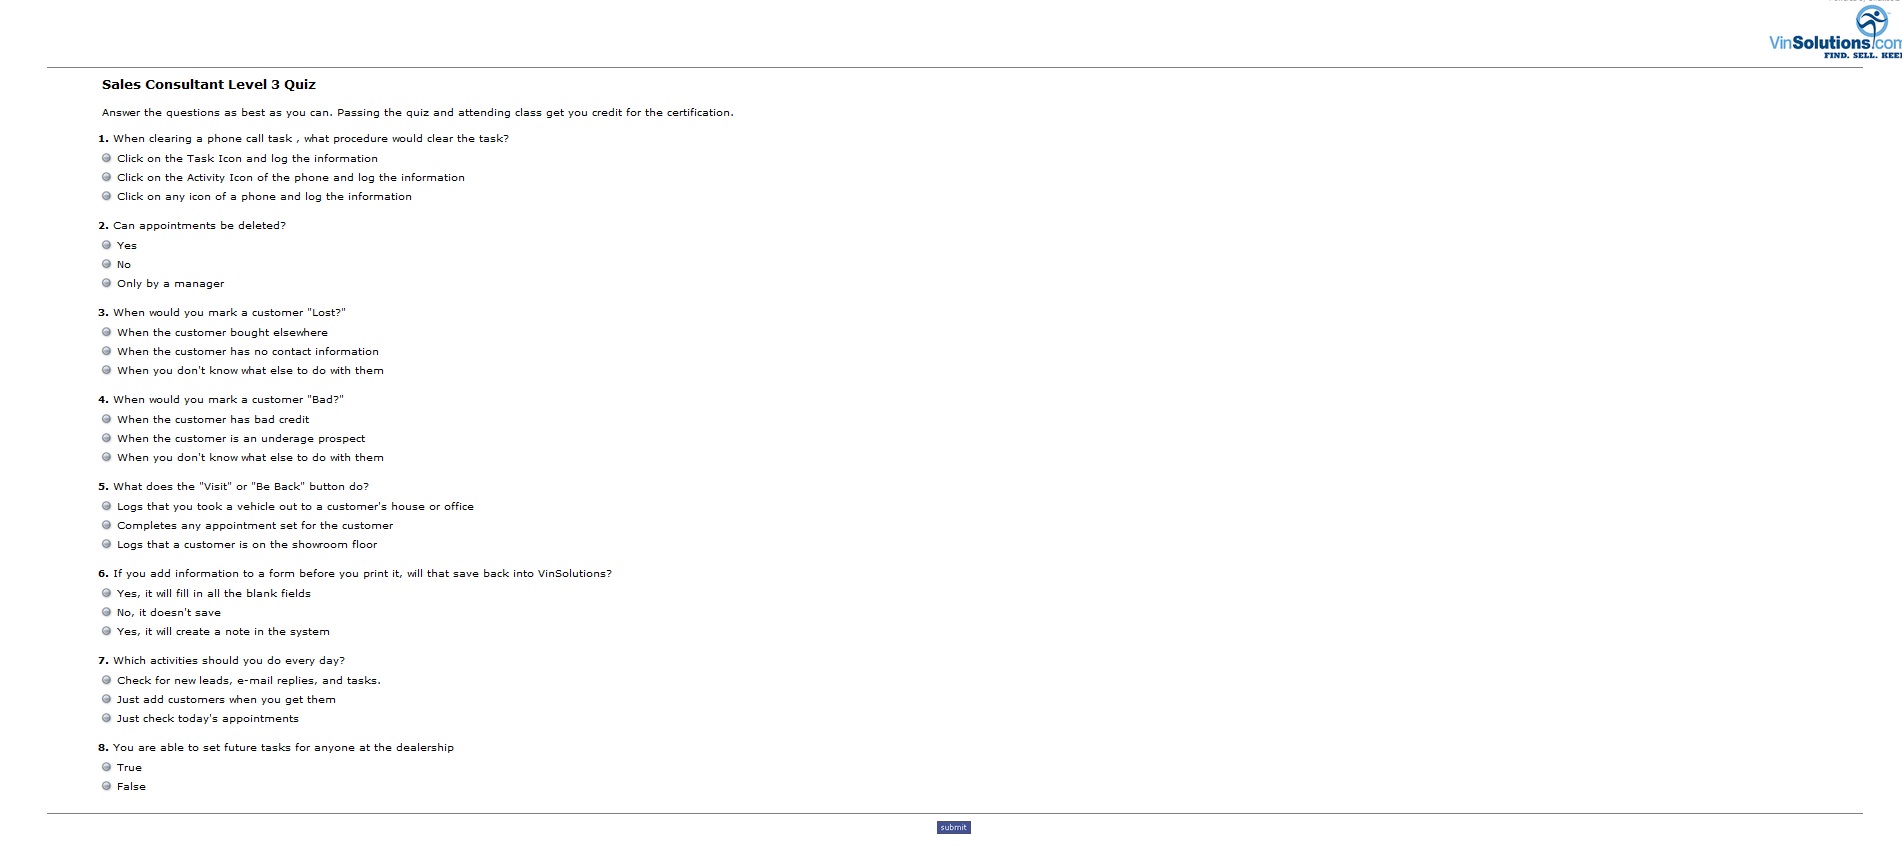 VinSolutions.com
FIND. SELL. KEE
Sales Consultant Level 3 Quiz
Answer the questions as best as you can. Passing the quiz and attending class get you credit for the certification.
1. When clearing a phone call task , what procedure would clear the task?
Click on the Task Icon and log the information
Click on the Activity Icon of the phone and log the information
Click on any icon of a phone and log the information
2. Can appointments be deleted?
Yes
No
Only by a manager
3. When would you mark a customer "Lost?"
When the customer bought elsewhere
When the customer has no contact information
When you don't know what else to do with them
4. When would you mark a customer "Bad?"
When the customer has bad credit
When the customer is an underage prospect
When you don't know what else to do with them
5. What does the "Visit" or "Be Back" button do?
Logs that you took a vehicle out to a customer's house or office
Completes any appointment set for the customer
Logs that a customer is on the showroom floor
6. If you add information to a form before you print it, will that save back into VinSolutions?
Yes, it will fill in all the blank fields
No, it doesn't save
Yes, it will create a note in the system
7. Which activities should you do every day?
Check for new leads, e-mail replies, and tasks.
Just add customers when you get them
Just check today's appointments
8. You are able to set future tasks for anyone at the dealership
True
False
submit